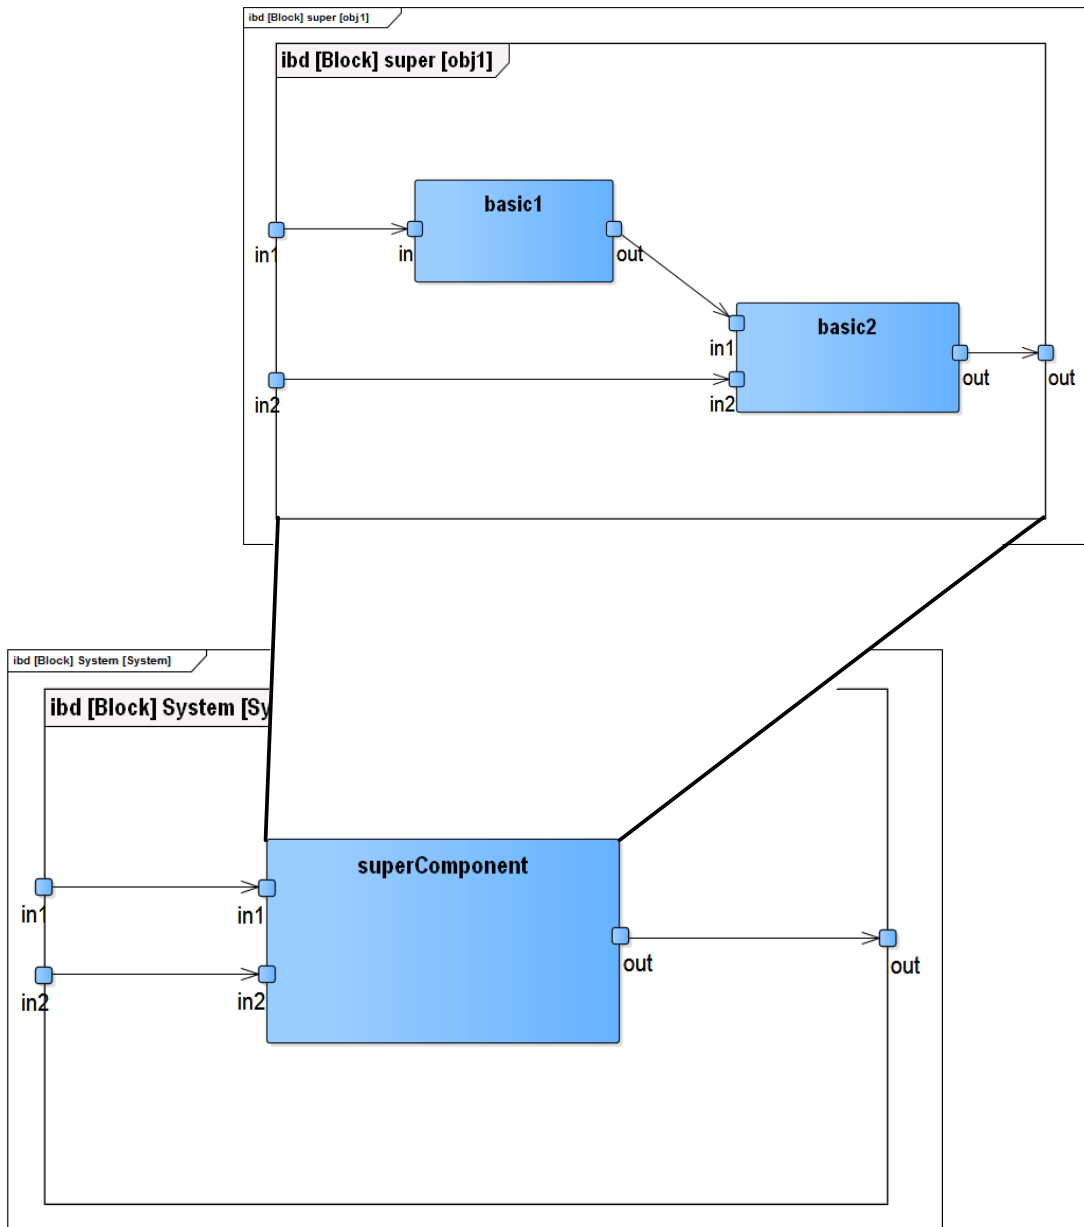 ibd [Block] super [obj1]
ibd [Block] super [obj1]
basic1
in1
in
out
basic2
in1
in2
in2
out
out
ibd [Block] System [System]
ibd [Block] System [Sy
superComponent
in1
in1
in2
in2
out
out